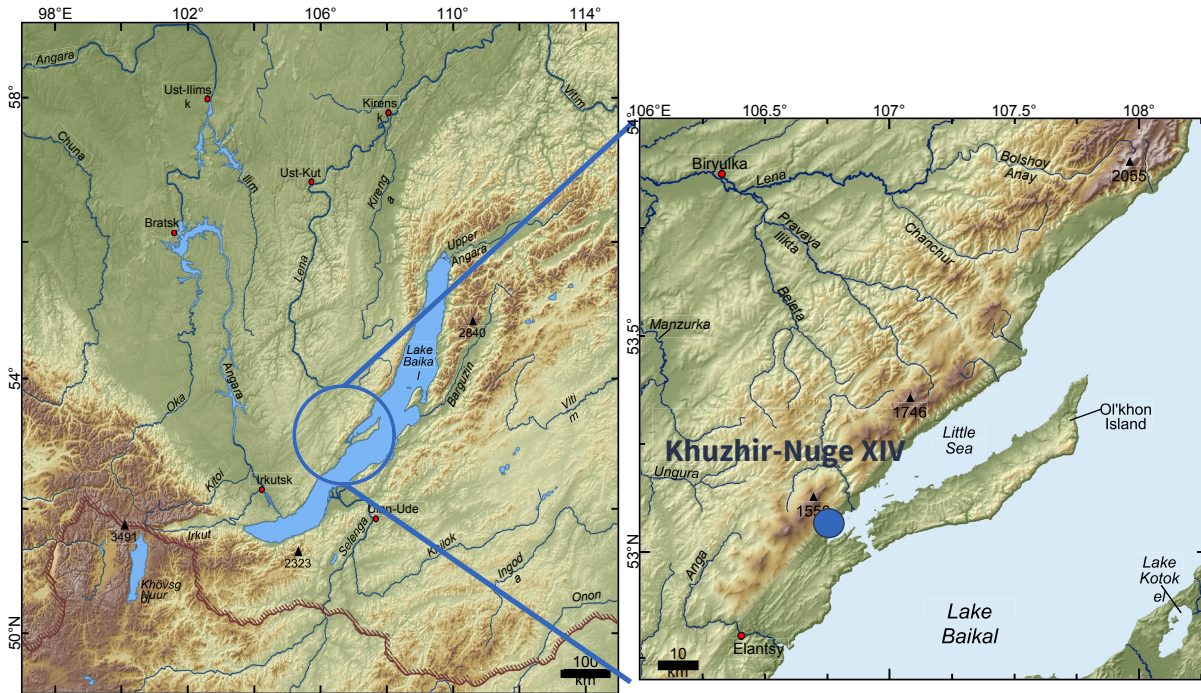 98°E
102°
106°
110°
114°
58°
54°
50°N
Angara
Ust-Ilims
k
Kirens
k
Vitim
Chuna
Ilim
Ust-Kut
Kireng
a
Bratsk
Upper
Angara
Lena
2840
Lake
Baika
l
Barguzin
Angara
Oka
Viti
m
Kitoi
Irkutsk
Ulan-Ude
3491
Irkut
2323
Selenga
Khilok
Ingod
a
Khövsg
Nuur
Onon
100
km
106°E
106.5°
107°
107.5°
108°
53.5°
53°N
Biryulka
Lena
Bolshoy
Anay
2055
Pravaya
Ilikta
Chanchur
Beleta
Manzurka
1746
Ol'khon
Island
Little
Sea
Khuzhir-Nuge XIV
Ungura
Anga
Lake
Kotok
el
Lake
Baikal
Elantsy
10
km